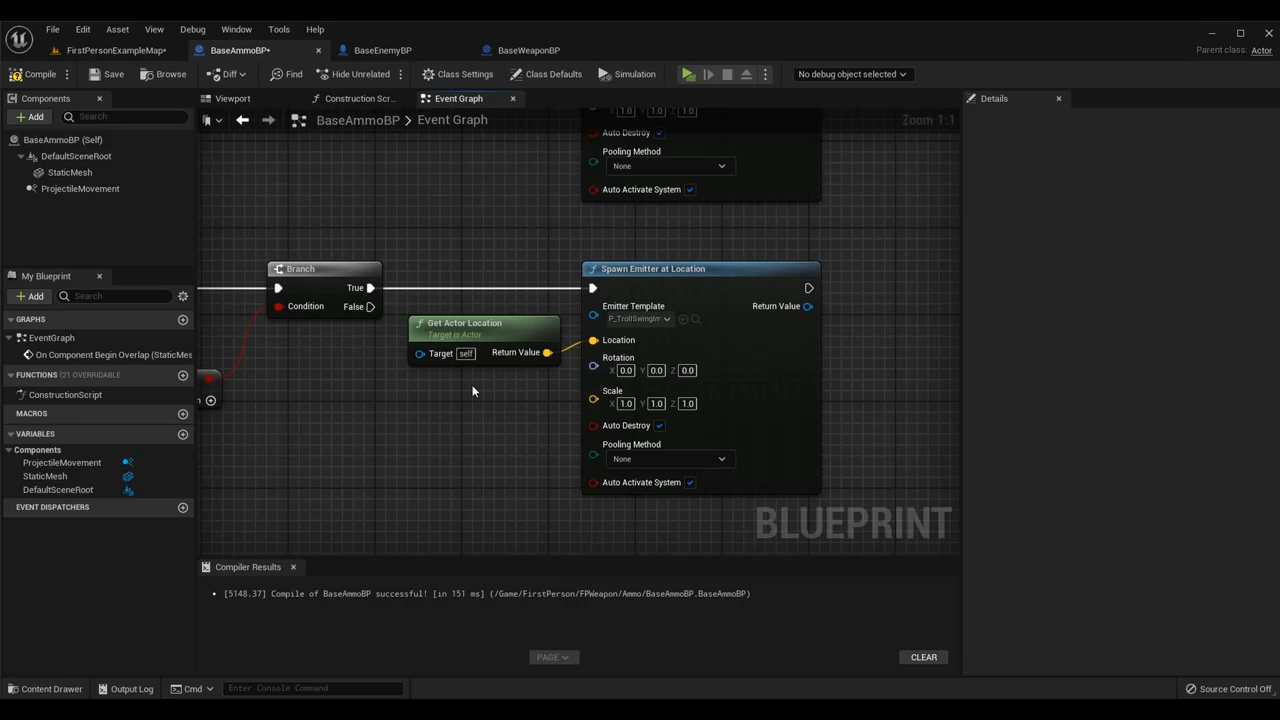 File Edit Asset View Debug Window Tools Help
FirstPersonExampleMap* BaseAmmoBP* BaseEnemyBP BaseWeaponBP
Parent class: Actor
Compile Save Browse Diff Find Hide Unrelated Class Settings Class Defaults Simulation No debug object selected
Components
Add Search
BaseAmmoBP (Self)
DefaultSceneRoot
StaticMesh
ProjectileMovement
My Blueprint
Add Search
GRAPHS
EventGraph
On Component Begin Overlap (StaticMes
FUNCTIONS (21 OVERRIDABLE
ConstructionScript
MACROS
VARIABLES
Components
ProjectileMovement
StaticMesh
DefaultSceneRoot
EVENT DISPATCHERS
Viewport Construction Scr... Event Graph
BaseAmmoBP > Event Graph Zoom 1:1
1.0 1.0 1.0
Auto Destroy
Pooling Method
None
Auto Activate System
Branch
True
Condition False
Get Actor Location
Target is Actor
Target self Return Value
Spawn Emitter at Location
Emitter Template Return Value
P_TrollSwingIm
Location
Rotation
X 0.0 Y 0.0 Z 0.0
Scale
X 1.0 Y 1.0 Z 1.0
Auto Destroy
Pooling Method
None
Auto Activate System
BLUEPRINT
Details
Compiler Results
[5148.37] Compile of BaseAmmoBP successful! [in 151 ms] (/Game/FirstPerson/FPWeapon/Ammo/BaseAmmoBP.BaseAmmoBP)
PAGE CLEAR
Content Drawer Output Log Cmd Enter Console Command Source Control Off